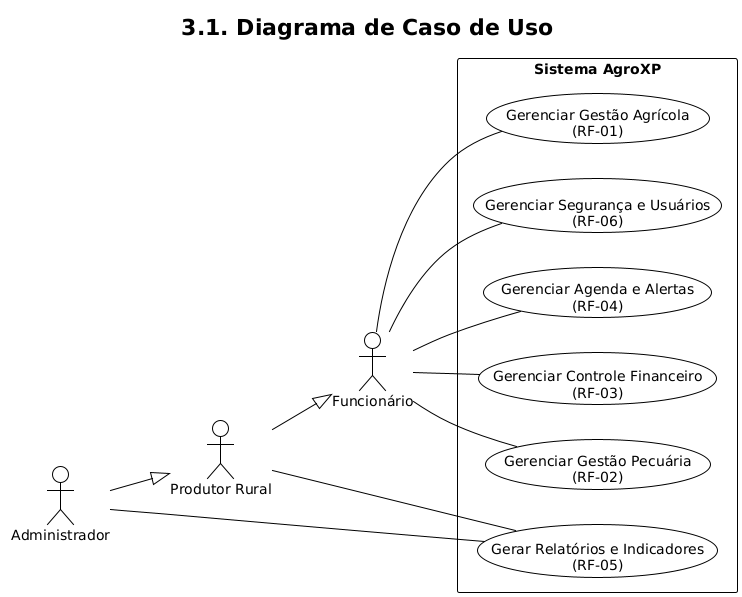 3.1. Diagrama de Caso de Uso
Sistema AgroXP
Gerenciar Gestão Agrícola
(RF-01)
Gerenciar Segurança e Usuários
(RF-06)
Gerenciar Agenda e Alertas
(RF-04)
Gerenciar Controle Financeiro
(RF-03)
Funcionário
Gerenciar Gestão Pecuária
(RF-02)
Produtor Rural
Administrador
Gerar Relatórios e Indicadores
(RF-05)